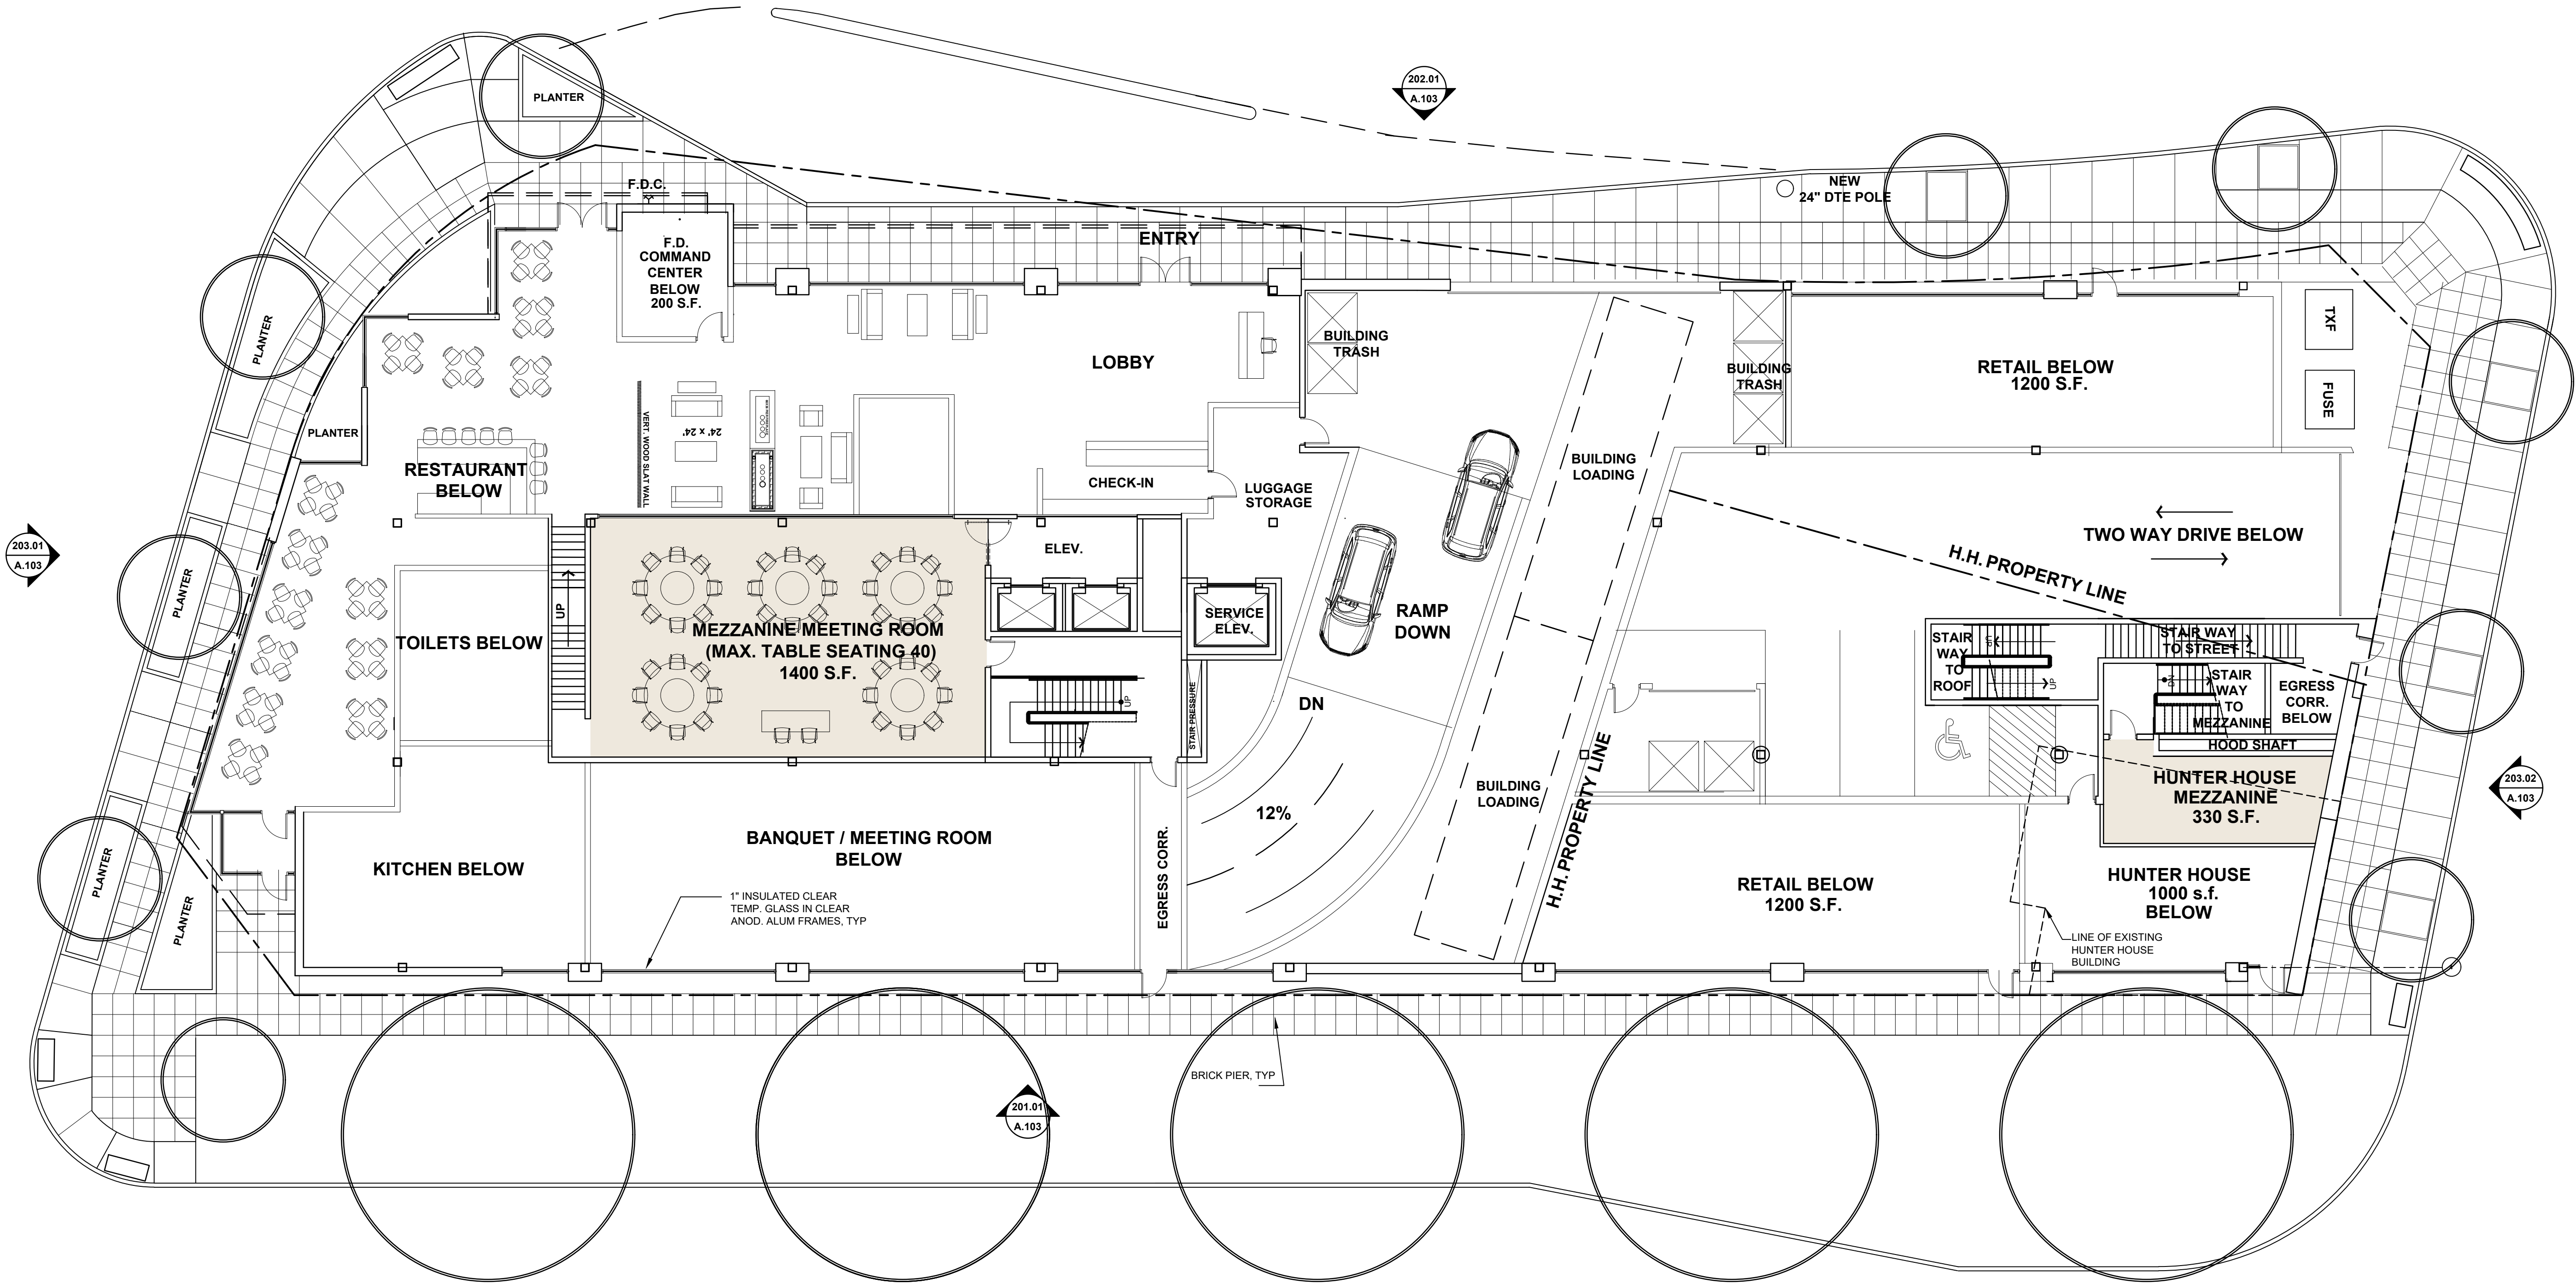 202.01
A.103
PLANTER
F.D.C.
NEW
24" DTE POLE
ENTRY
F.D.
COMMAND
CENTER
BELOW
200 S.F.
PLANTER
LOBBY
BUILDING
TRASH
BUILDING
TRASH
RETAIL BELOW
1200 S.F.
TXF
FUSE
PLANTER
VERT. WOOD SLAT WALL
24' x 24'
RESTAURANT
BELOW
CHECK-IN
LUGGAGE
STORAGE
BUILDING
LOADING
203.01
A.103
PLANTER
ELEV.
TWO WAY DRIVE BELOW
H.H. PROPERTY LINE
UP
TOILETS BELOW
MEZZANINE MEETING ROOM
(MAX. TABLE SEATING 40)
1400 S.F.
SERVICE
ELEV.
RAMP
DOWN
STAIR
WAY
TO
ROOF
UP
UP
STAIR WAY
TO STREET
DN
STAIR
WAY
TO
MEZZANINE
EGRESS
CORR.
BELOW
HOOD SHAFT
UP
STAIR PRESSURE
DN
H.H. PROPERTY LINE
HUNTER HOUSE
MEZZANINE
330 S.F.
203.02
A.103
BUILDING
LOADING
12%
PLANTER
PLANTER
KITCHEN BELOW
BANQUET / MEETING ROOM
BELOW
EGRESS CORR.
RETAIL BELOW
1200 S.F.
HUNTER HOUSE
1000 s.f.
BELOW
1" INSULATED CLEAR
TEMP. GLASS IN CLEAR
ANOD. ALUM FRAMES, TYP
LINE OF EXISTING
HUNTER HOUSE
BUILDING
BRICK PIER, TYP
201.01
A.103